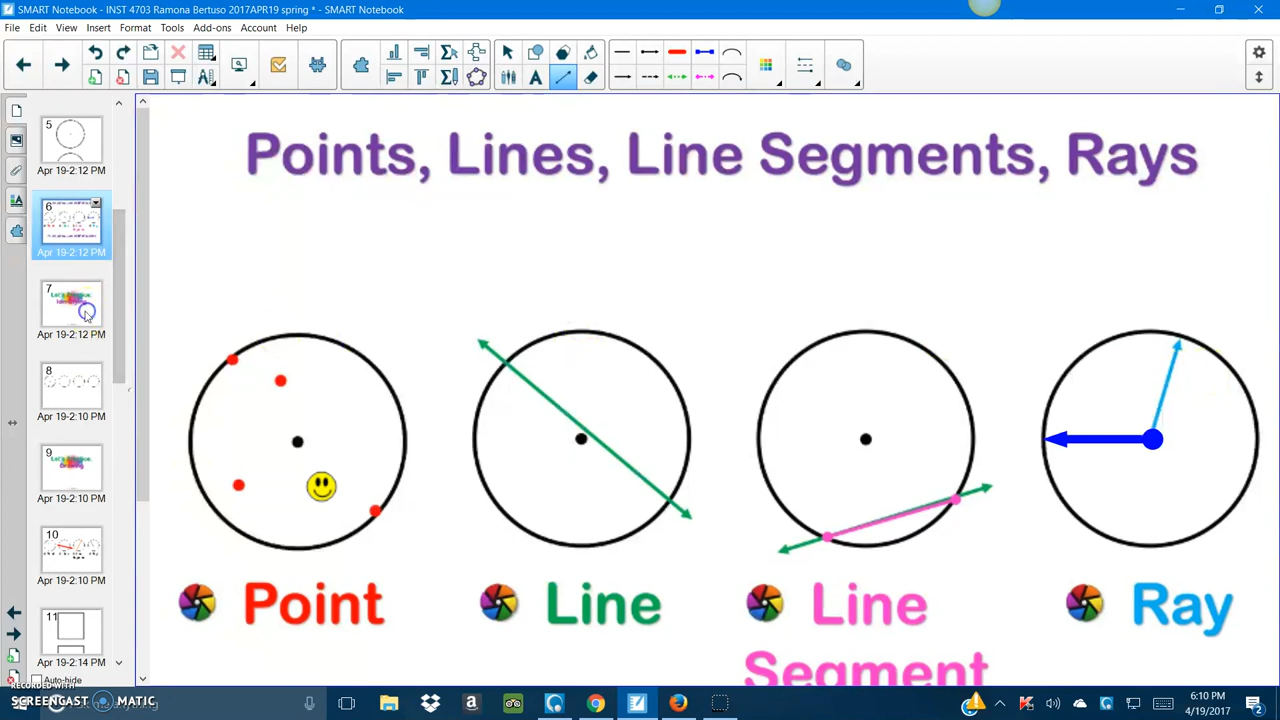 SMART Notebook - INST 4703 Ramona Bertuso 2017APR19 spring *
File Edit View Insert Format Tools Add-ons Account Help
5
Apr 19-2:12 PM
6
Apr 19-2:12 PM
7
Apr 19-2:12 PM
8
Apr 19-2:10 PM
9
Apr 19-2:10 PM
10
Apr 19-2:10 PM
11
Apr 19-2:14 PM
Auto-hide
Points, Lines, Line Segments, Rays
Point
Line
Line
Segment
Ray
RECORDED WITH
SCREENCAST O MATIC
6:10 PM
4/19/2017
2